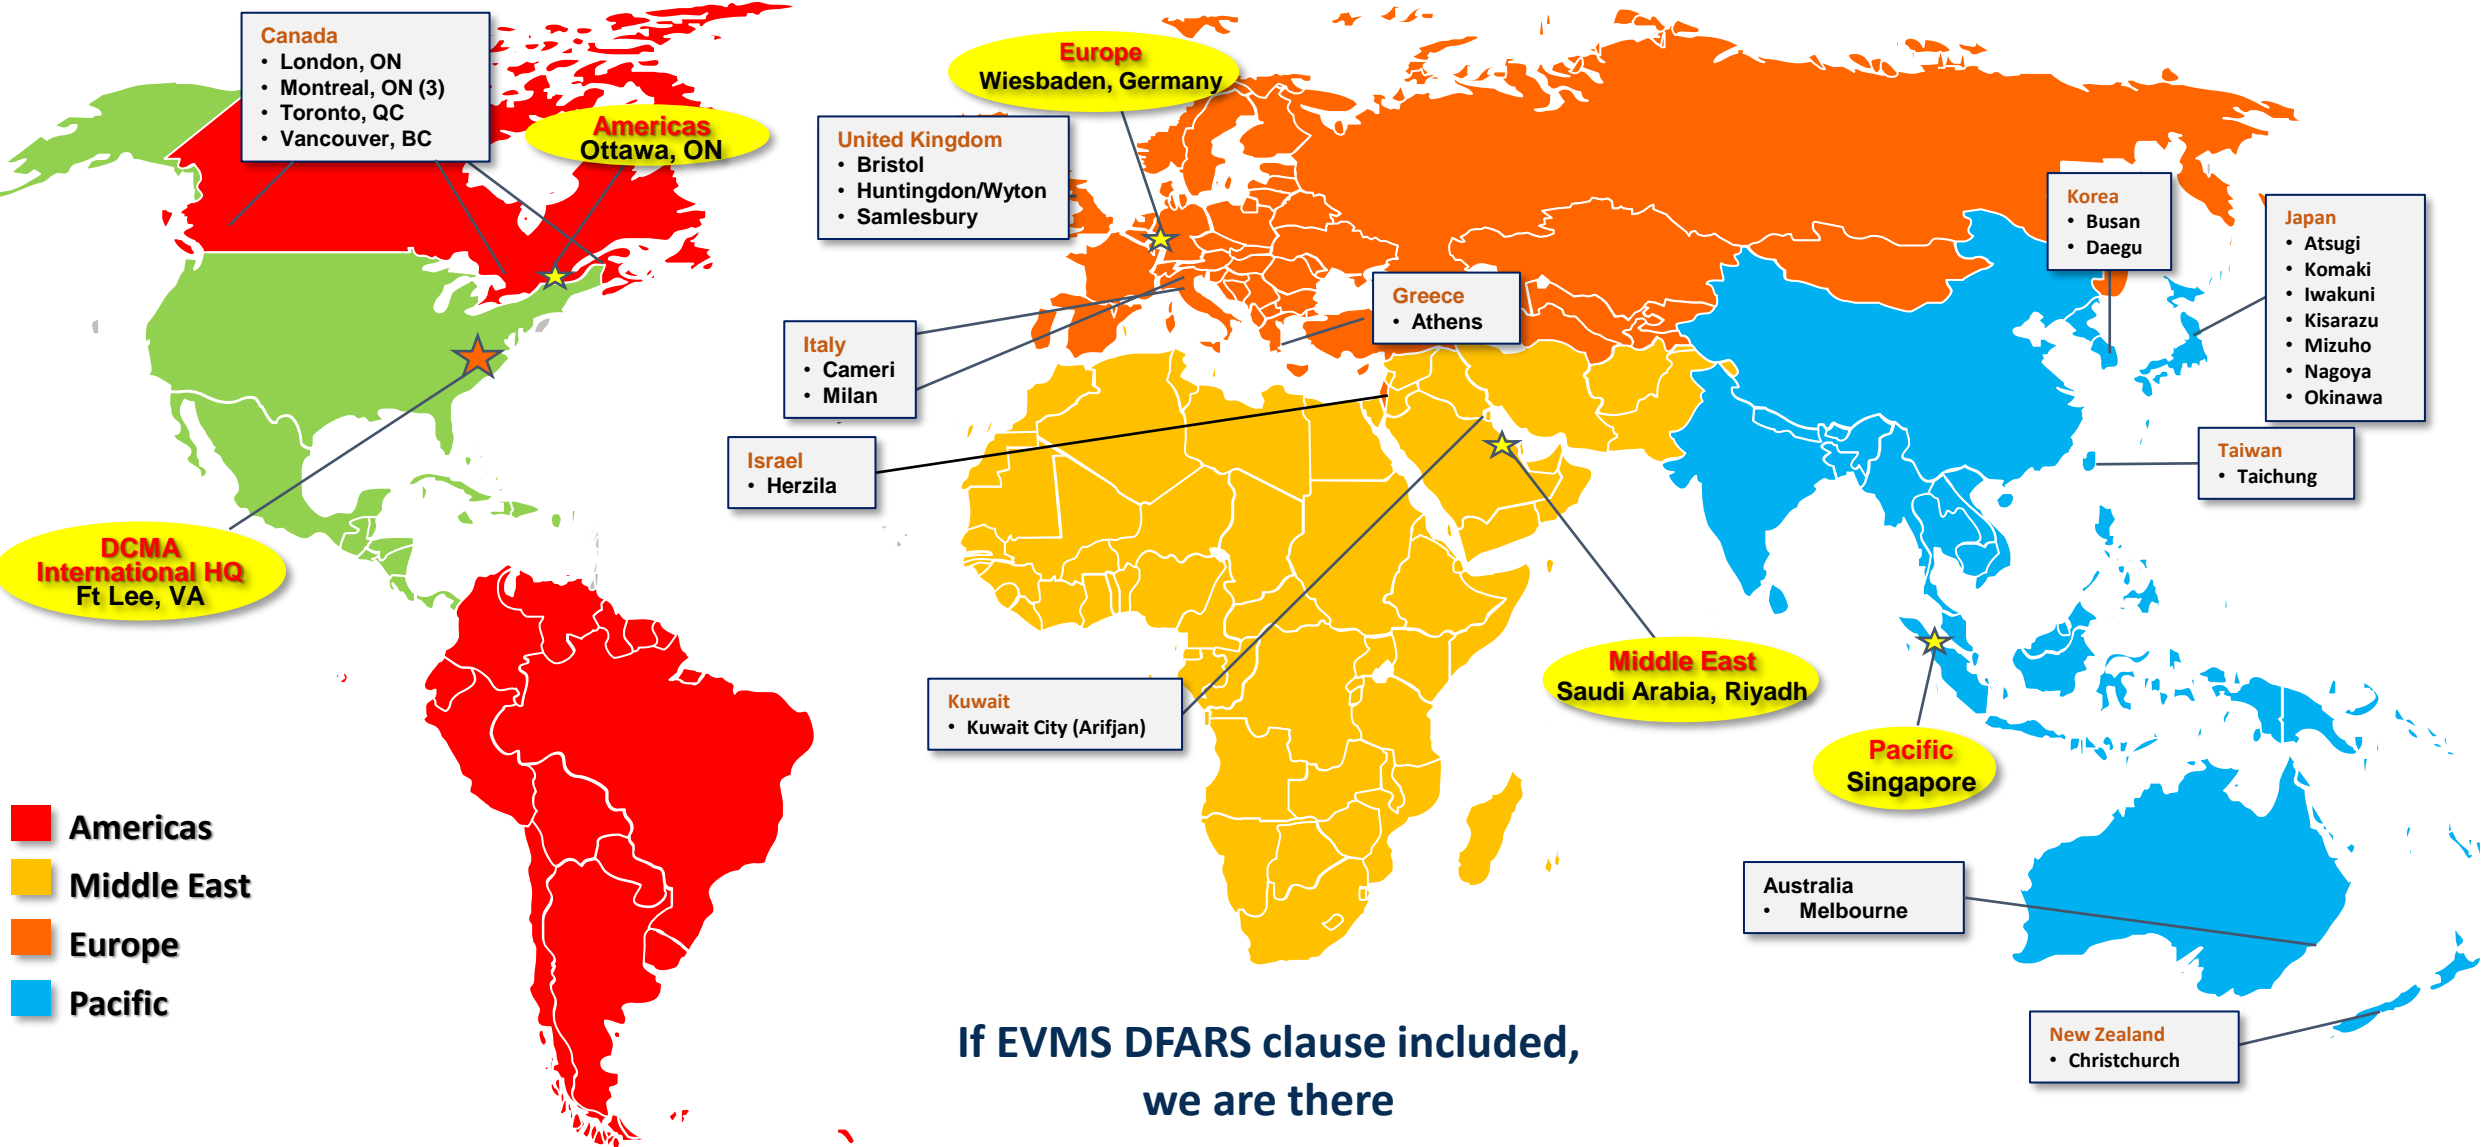 Canada
• London, ON
• Montreal, ON (3)
• Toronto, QC
• Vancouver, BC
Americas
Ottawa, ON
Europe
Wiesbaden, Germany
United Kingdom
• Bristol
• Huntingdon/Wyton
• Samlesbury
Korea
• Busan
• Daegu
Japan
• Atsugi
• Komaki
• Iwakuni
• Kisarazu
• Mizuho
• Nagoya
• Okinawa
Greece
• Athens
Italy
• Cameri
• Milan
Israel
• Herzila
Taiwan
• Taichung
DCMA
International HQ
Ft Lee, VA
Kuwait
• Kuwait City (Arifjan)
Middle East
Saudi Arabia, Riyadh
Pacific
Singapore
Americas
Middle East
Europe
Pacific
Australia
• Melbourne
New Zealand
• Christchurch
If EVMS DFARS clause included,
we are there